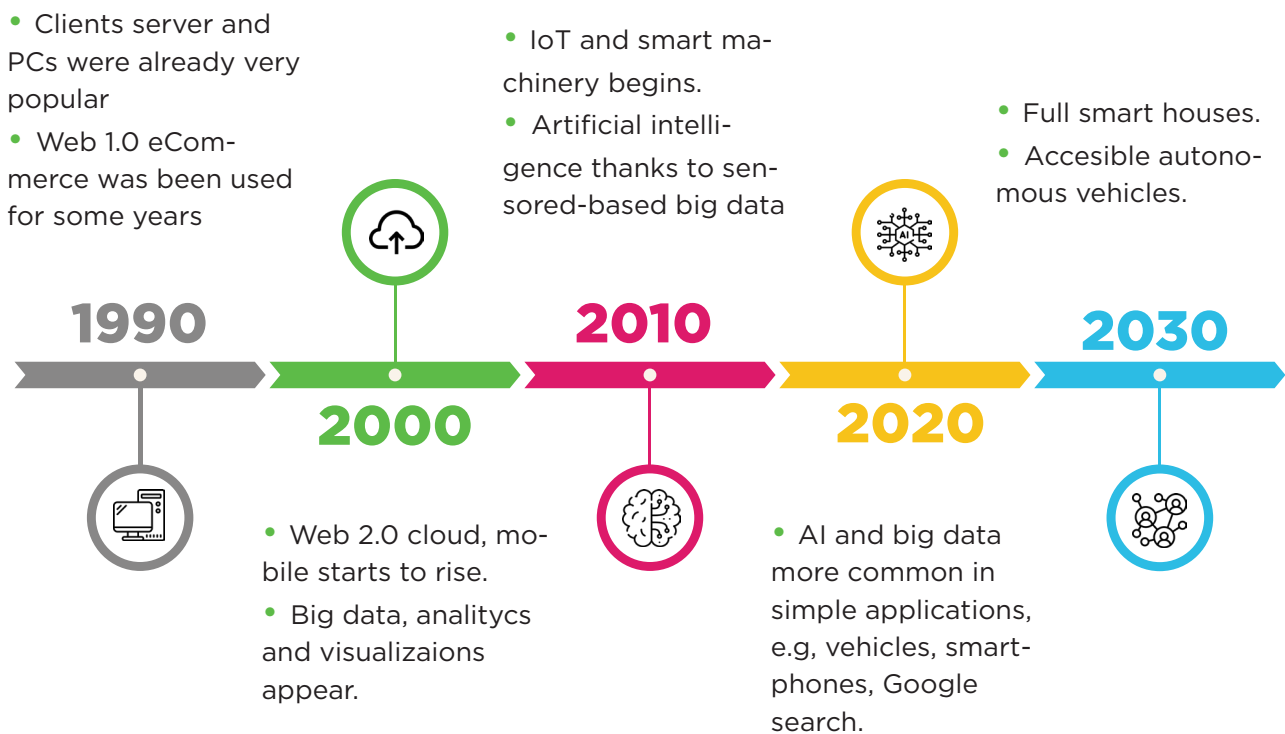 • Clients server and
PCs were already very
popular
• Web 1.0 eCom-
merce was been used
for some years
1990
2000
• Web 2.0 cloud, mo-
bile starts to rise.
• Big data, analitycs
and visualizaions
appear.
• IoT and smart ma-
chinery begins.
• Artificial intelli-
gence thanks to sen-
sored-based big data
2010
AI
2020
• AI and big data
more common in
simple applications,
e.g, vehicles, smart-
phones, Google
search.
• Full smart houses.
• Accesible autono-
mous vehicles.
2030